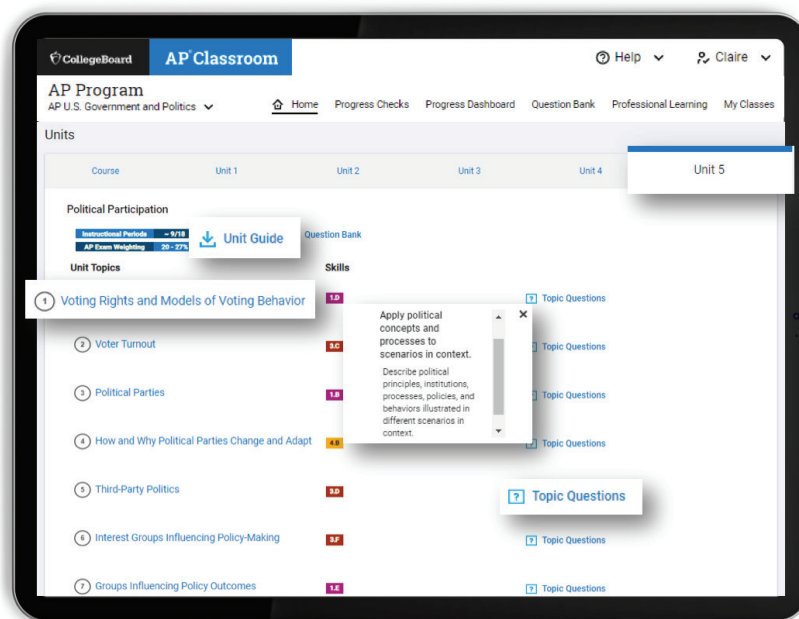 CollegeBoard
AP Classroom
Help
Claire
AP Program
AP U.S. Government and Politics
Home
Progress Checks
Progress Dashboard
Question Bank
Professional Learning
My Classes
Units
Course
Unit 1
Unit 2
Unit 3
Unit 4
Unit 5
Political Participation
Instructional Periods ~ 9/18
AP Exam Weighting 20 - 27%
Unit Guide
Question Bank
Unit Topics
Skills
1 Voting Rights and Models of Voting Behavior
1.D
? Topic Questions
Apply political
concepts and
processes to
scenarios in context.
Describe political
principles, institutions,
processes, policies, and
behaviors illustrated in
different scenarios in
context.
2 Voter Turnout
3.C
Topic Questions
3 Political Parties
1.B
Topic Questions
4 How and Why Political Parties Change and Adapt
4.B
Topic Questions
5 Third-Party Politics
3.D
? Topic Questions
6 Interest Groups Influencing Policy-Making
3.F
? Topic Questions
7 Groups Influencing Policy Outcomes
1.E
? Topic Questions